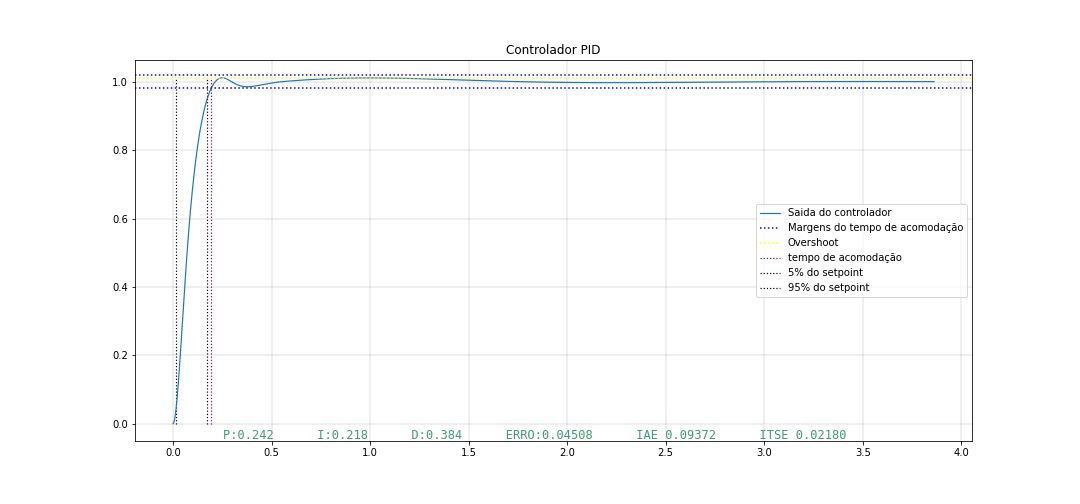 Controlador PID
1.0
0.8
0.6
0.4
0.2
0.0
Saida do controlador
Margens do tempo de acomodação
Overshoot
tempo de acomodação
5% do setpoint
95% do setpoint
P:0.242 I:0.218 D:0.384 ERRO:0.04508 IAE 0.09372 ITSE 0.02180
0.0 0.5 1.0 1.5 2.0 2.5 3.0 3.5 4.0